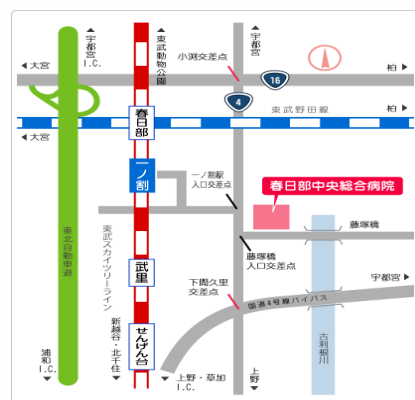 宇都宮
I.C.
東武動物公園
宇都宮
小渕交差点
大宮
柏
16
4
東武野田線
春日部
大宮
柏
一ノ割
一ノ割駅
入口交差点
春日部中央総合病院
藤塚橋
東北自動車道
東武スカイツリーライン
藤塚橋
入口交差点
武里
下間久里
交差点
宇都宮
国道4号線バイパス
古利根川
せんげん台
新越谷・北千住
浦和
I.C.
上野・草加
I.C.
上野